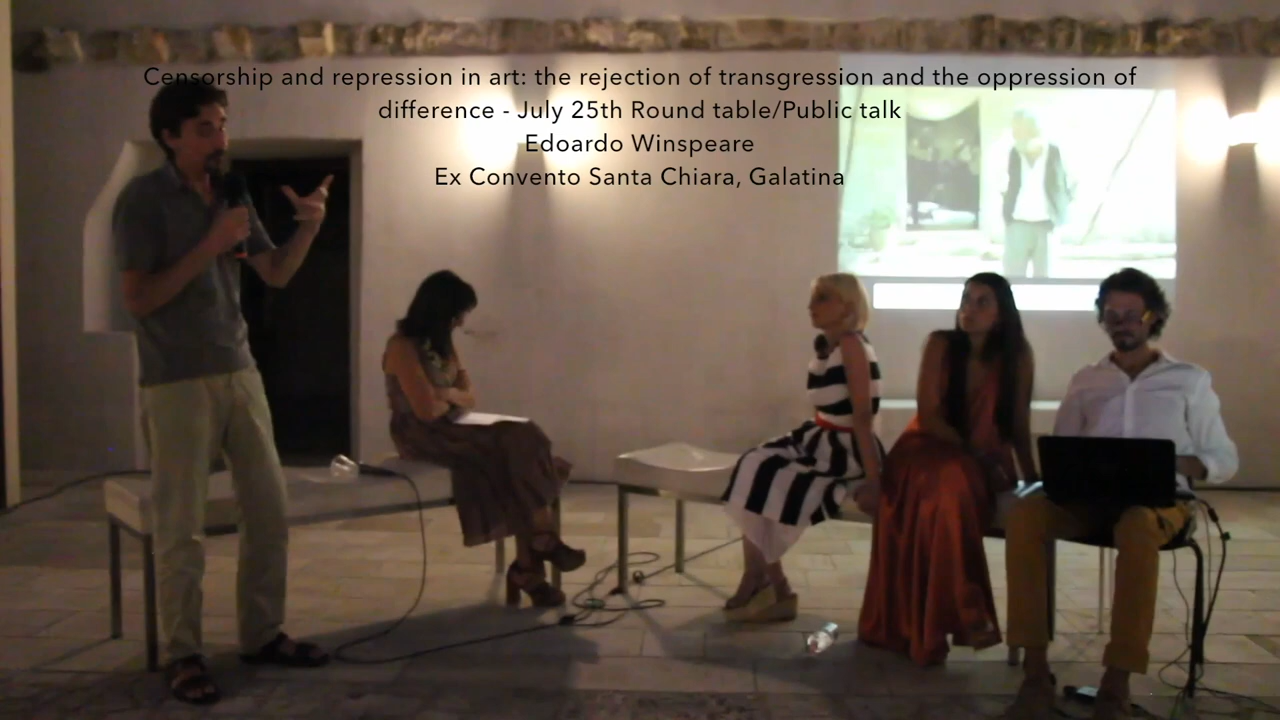 Censorship and repression in art: the rejection of transgression and the oppression of
difference - July 25th Round table/Public talk
Edoardo Winspeare
Ex Convento Santa Chiara, Galatina